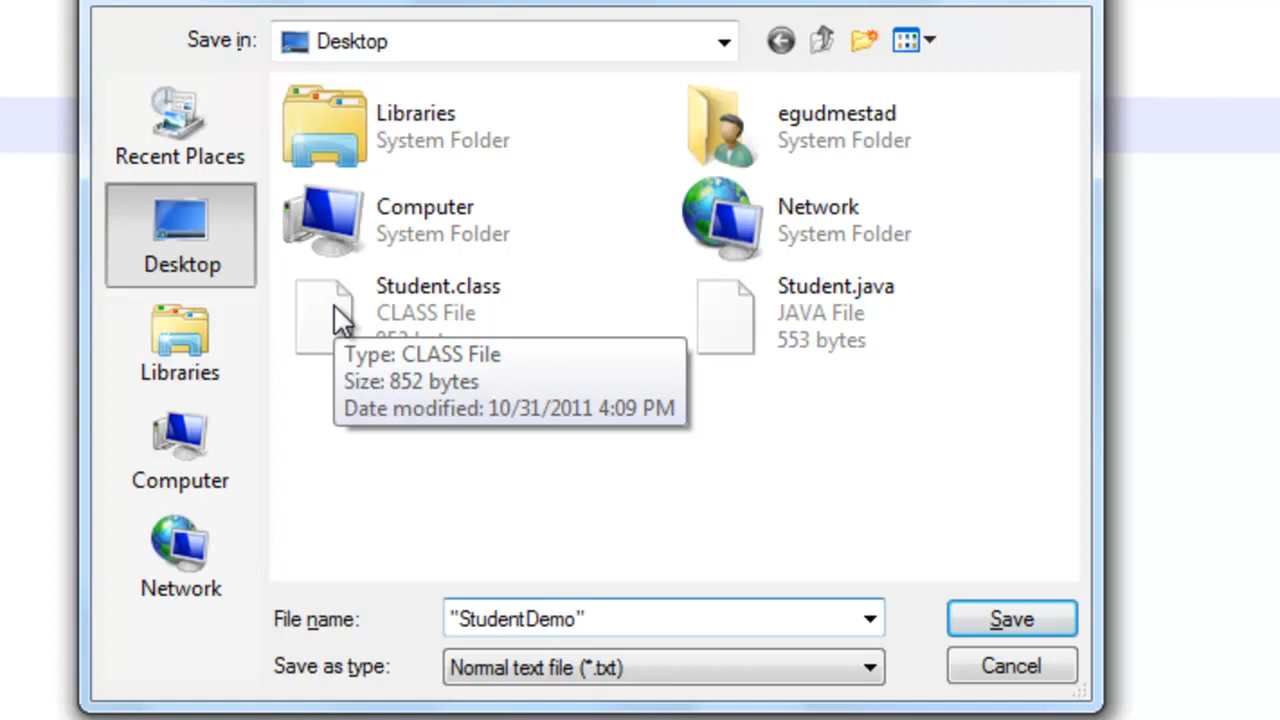 Save in:
Desktop
Recent Places
Desktop
Libraries
Computer
Network
Libraries
System Folder
egudmestad
System Folder
Computer
System Folder
Network
System Folder
Student.class
CLASS File
Student.java
JAVA File
553 bytes
Type: CLASS File
Size: 852 bytes
Date modified: 10/31/2011 4:09 PM
File name:
"StudentDemo"
Save
Save as type:
Normal text file (*.txt)
Cancel